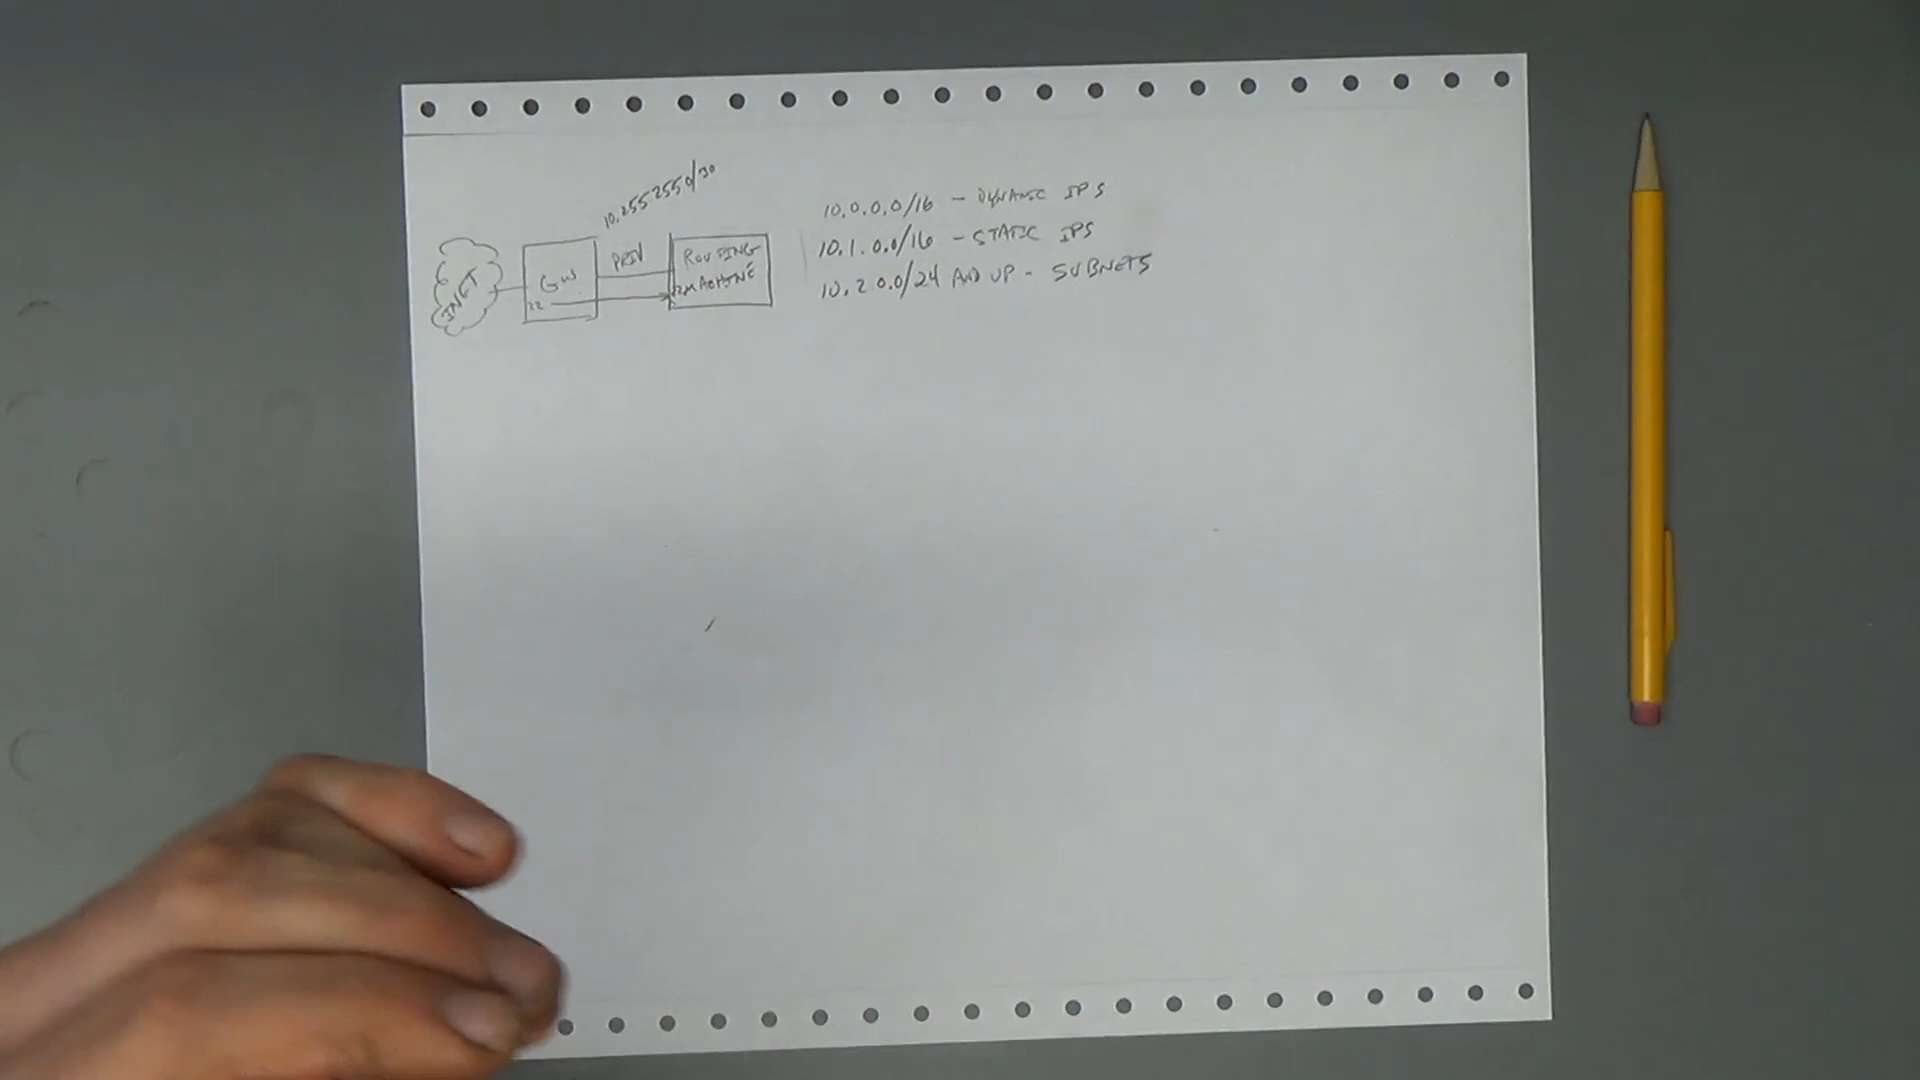 10.255.255.0/30
10.0.0.0/16 - DYNAMIC IPS
10.1.0.0/16 - STATIC IPS
10.2 0.0/24 AND UP - SUBNETS
INET
GW
22
PRIV
ROUTING
MACHINE